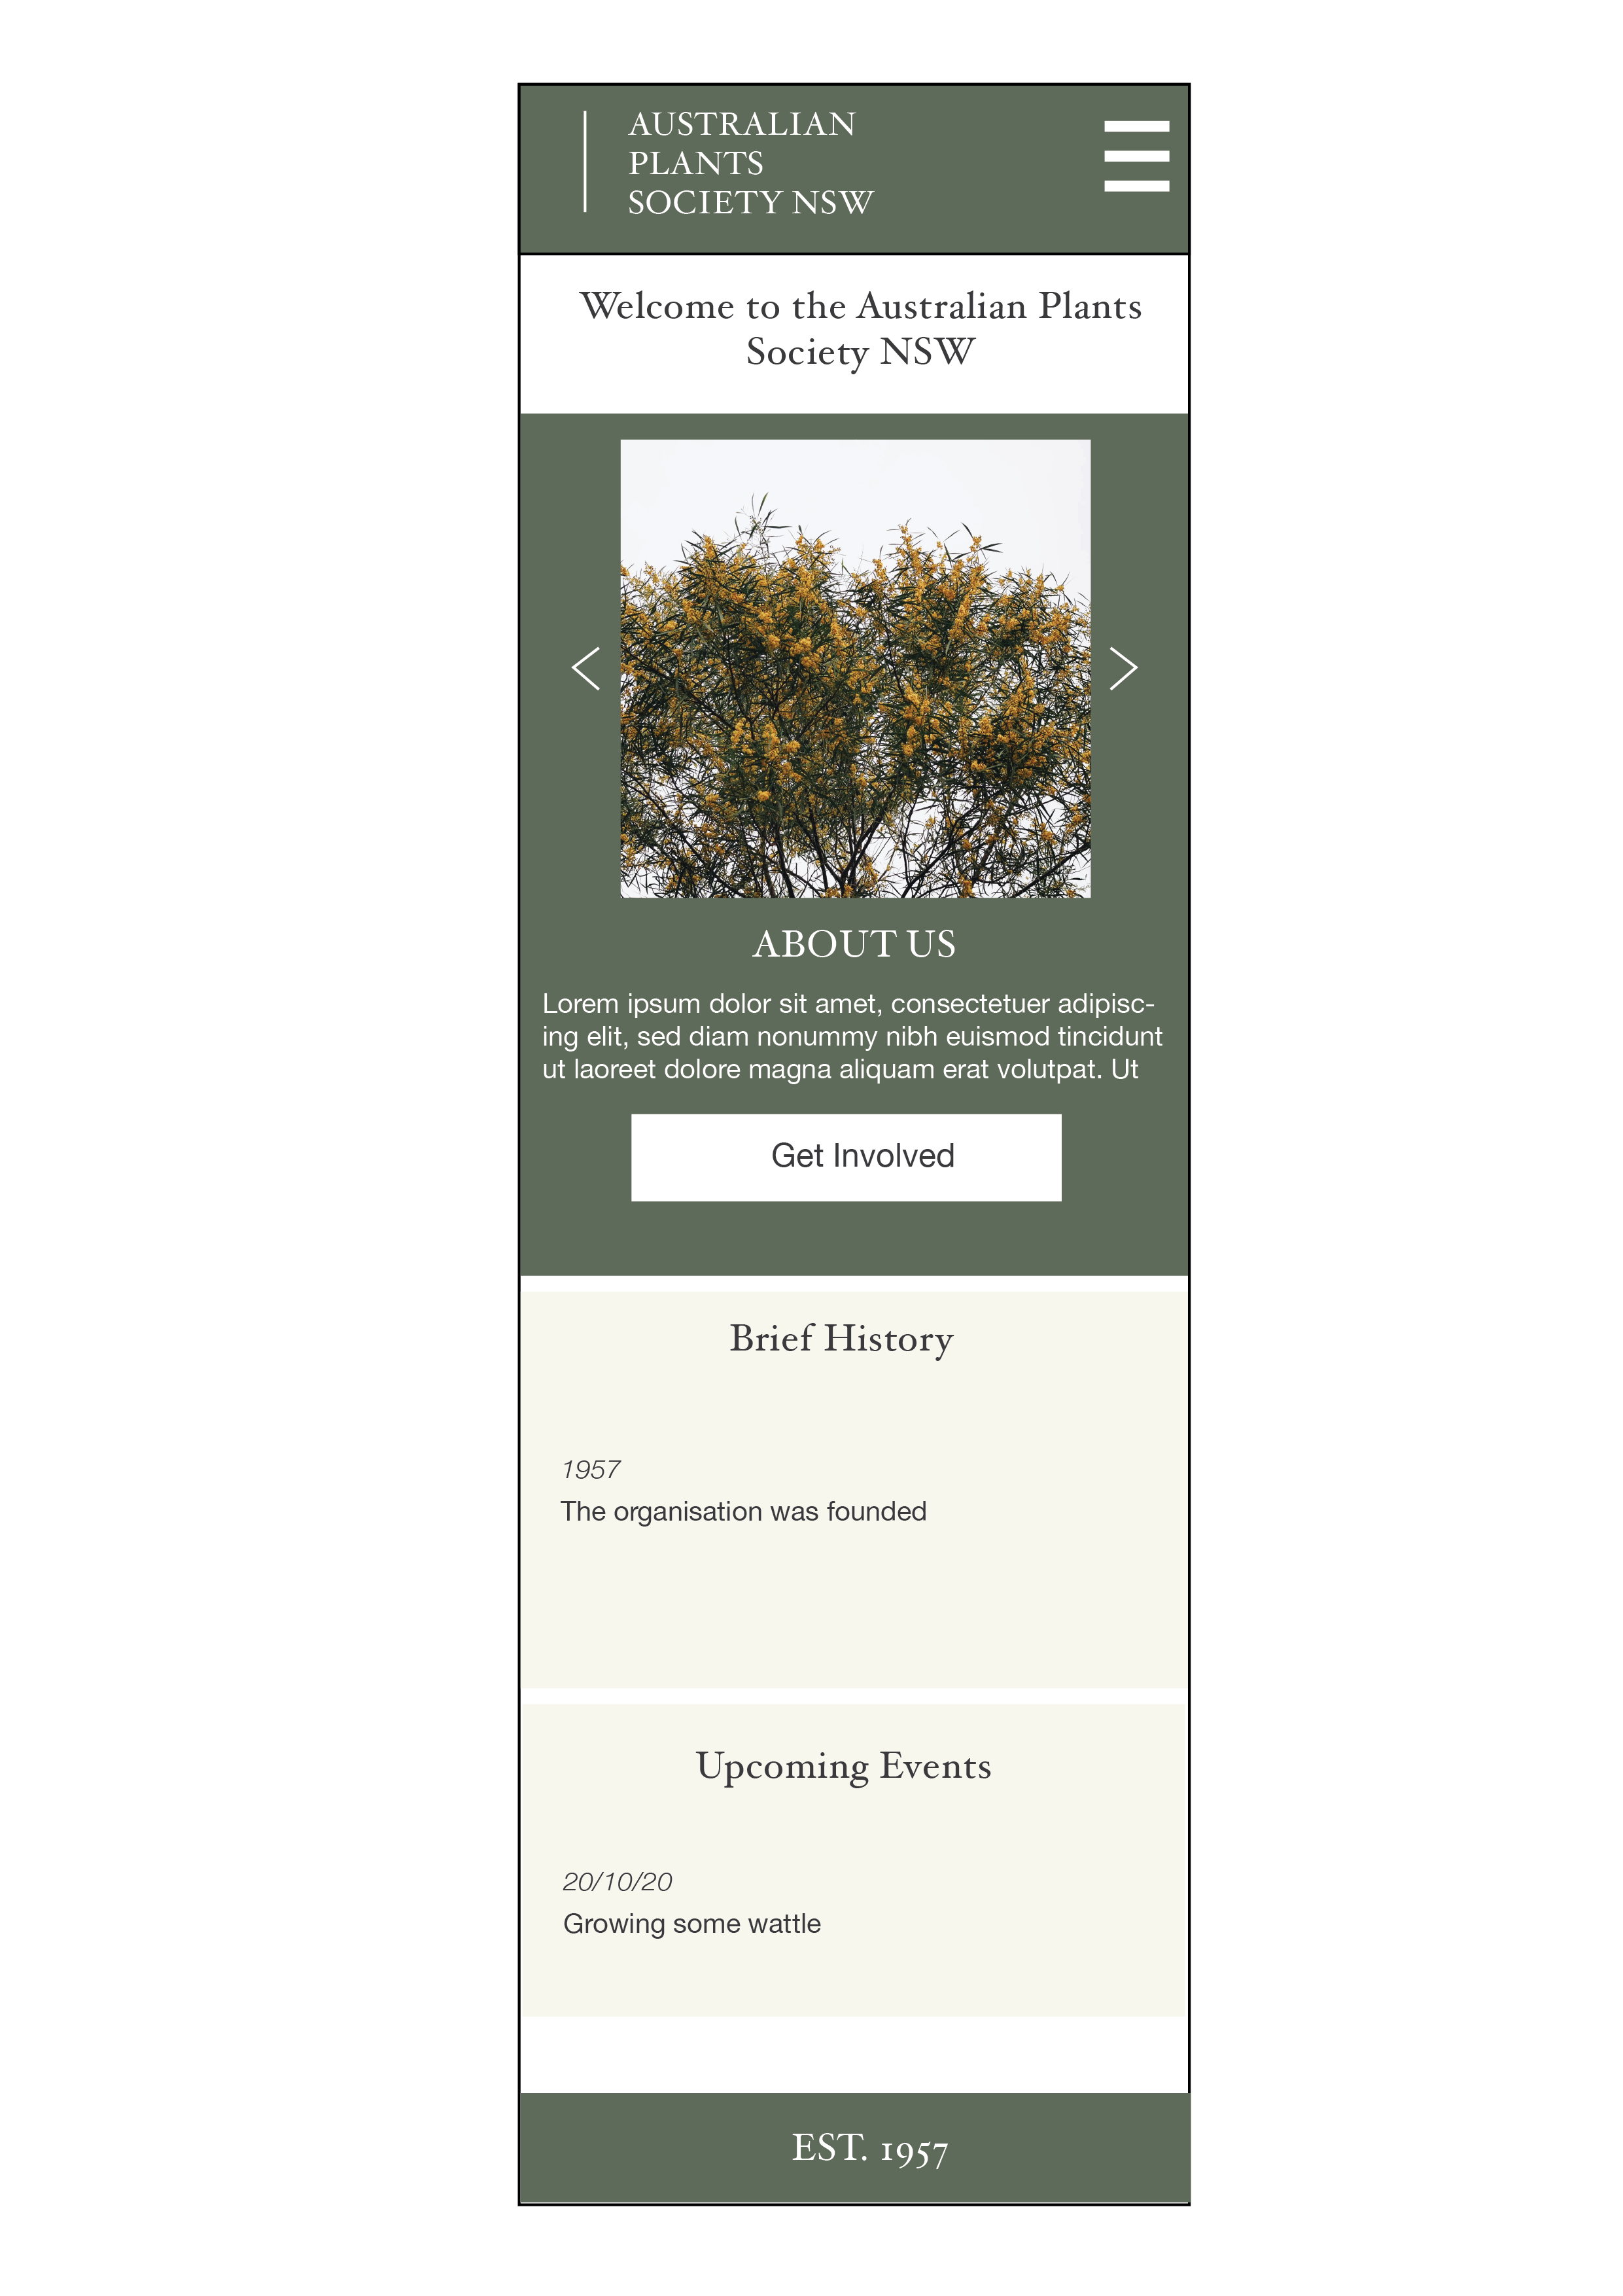 AUSTRALIAN
PLANTS
SOCIETY NSW
Welcome to the Australian Plants
Society NSW
ABOUT US
Lorem ipsum dolor sit amet, consectetuer adipisc-
ing elit, sed diam nonummy nibh euismod tincidunt
ut laoreet dolore magna aliquam erat volutpat. Ut
Get Involved
Brief History
1957
The organisation was founded
Upcoming Events
20/10/20
Growing some wattle
EST. 1957